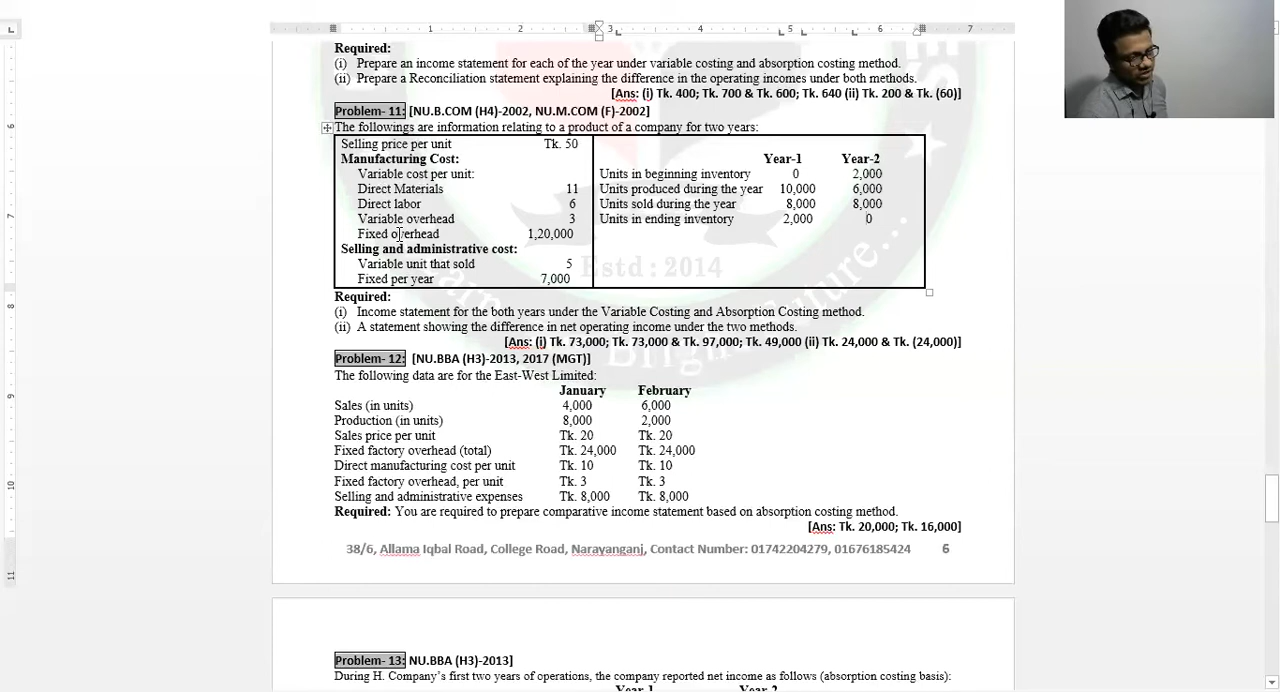 Required:
(i) Prepare an income statement for each of the year under variable costing and absorption costing method.
(ii) Prepare a Reconciliation statement explaining the difference in the operating incomes under both methods.
[Ans: (i) Tk. 400; Tk. 700 & Tk. 600; Tk. 640 (ii) Tk. 200 & Tk. (60)]
Problem- 11: [NU.B.COM (H4)-2002, NU.M.COM (F)-2002]
The followings are information relating to a product of a company for two years:
Selling price per unit Tk. 50
Manufacturing Cost:
Variable cost per unit:
Direct Materials 11
Direct labor 6
Variable overhead 3
Fixed overhead 1,20,000
Selling and administrative cost:
Variable unit that sold 5
Fixed per year 7,000
Year-1 Year-2
Units in beginning inventory 0 2,000
Units produced during the year 10,000 6,000
Units sold during the year 8,000 8,000
Units in ending inventory 2,000 0
Estd : 2014
Required:
(i) Income statement for the both years under the Variable Costing and Absorption Costing method.
(ii) A statement showing the difference in net operating income under the two methods.
[Ans: (i) Tk. 73,000; Tk. 73,000 & Tk. 97,000; Tk. 49,000 (ii) Tk. 24,000 & Tk. (24,000)]
Problem- 12: [NU.BBA (H3)-2013, 2017 (MGT)]
The following data are for the East-West Limited:
January February
Sales (in units) 4,000 6,000
Production (in units) 8,000 2,000
Sales price per unit Tk. 20 Tk. 20
Fixed factory overhead (total) Tk. 24,000 Tk. 24,000
Direct manufacturing cost per unit Tk. 10 Tk. 10
Fixed factory overhead, per unit Tk. 3 Tk. 3
Selling and administrative expenses Tk. 8,000 Tk. 8,000
Required: You are required to prepare comparative income statement based on absorption costing method.
[Ans: Tk. 20,000; Tk. 16,000]
38/6, Allama Iqbal Road, College Road, Narayanganj, Contact Number: 01742204279, 01676185424 6
Problem- 13: NU.BBA (H3)-2013]
During H. Company's first two years of operations, the company reported net income as follows (absorption costing basis):
Year-1 Year-2